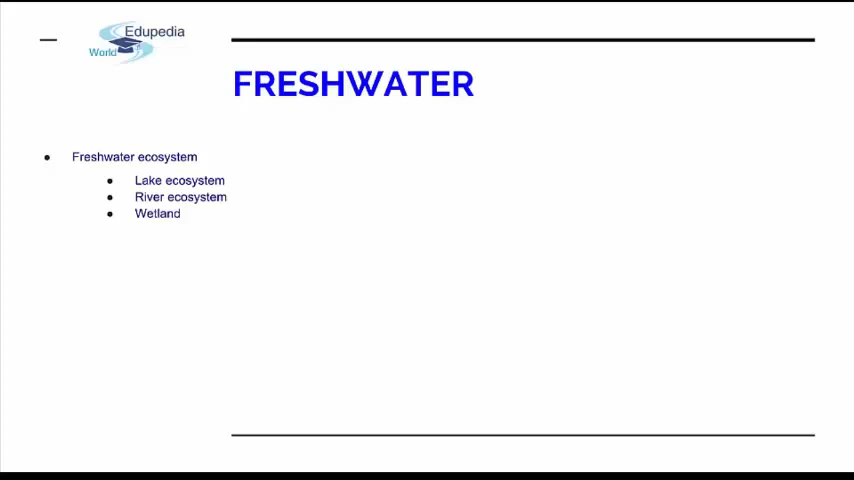 Edupedia
World
FRESHWATER
Freshwater ecosystem
Lake ecosystem
River ecosystem
Wetland